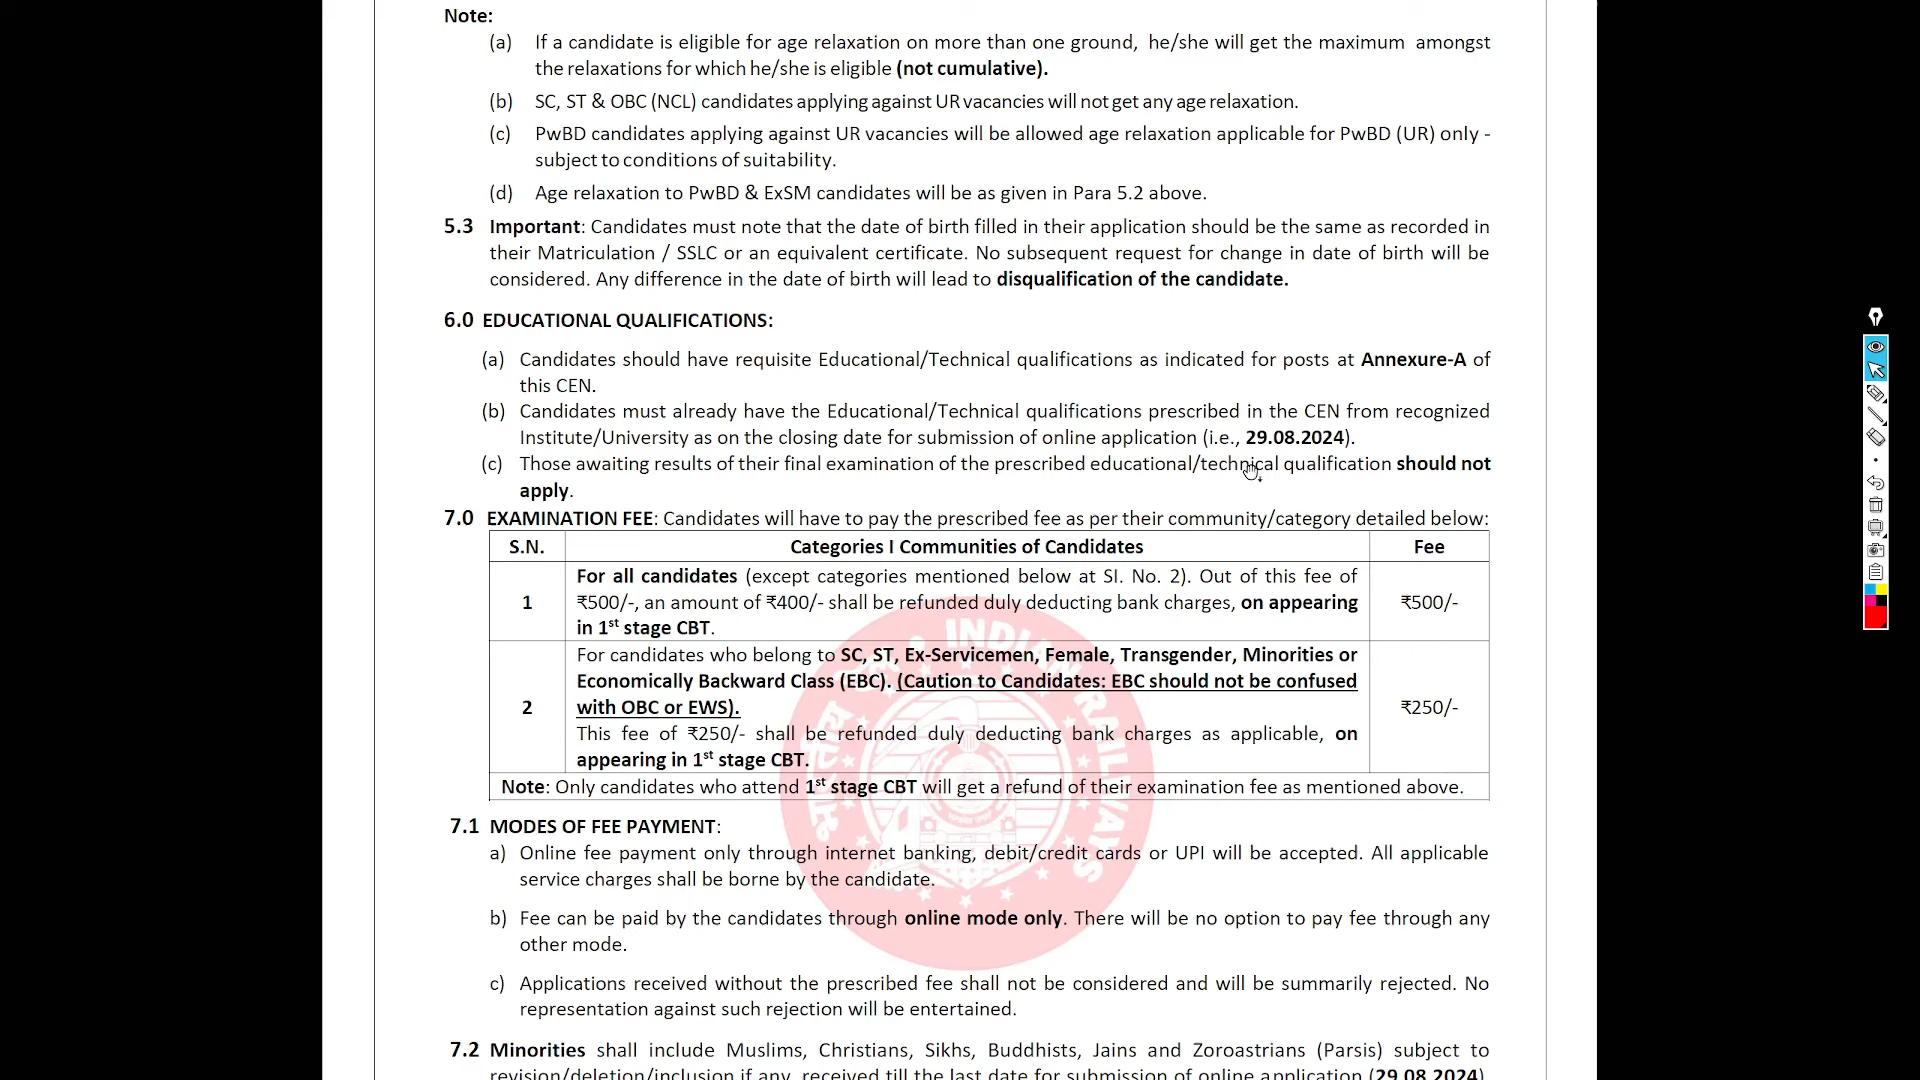 Note:
(a) If a candidate is eligible for age relaxation on more than one ground, he/she will get the maximum amongst
the relaxations for which he/she is eligible (not cumulative).
(b) SC, ST & OBC (NCL) candidates applying against UR vacancies will not get any age relaxation.
(c) PwBD candidates applying against UR vacancies will be allowed age relaxation applicable for PwBD (UR) only -
subject to conditions of suitability.
(d) Age relaxation to PwBD & ExSM candidates will be as given in Para 5.2 above.
5.3 Important: Candidates must note that the date of birth filled in their application should be the same as recorded in
their Matriculation / SSLC or an equivalent certificate. No subsequent request for change in date of birth will be
considered. Any difference in the date of birth will lead to disqualification of the candidate.
6.0 EDUCATIONAL QUALIFICATIONS:
(a) Candidates should have requisite Educational/Technical qualifications as indicated for posts at Annexure-A of
this CEN.
(b) Candidates must already have the Educational/Technical qualifications prescribed in the CEN from recognized
Institute/University as on the closing date for submission of online application (i.e., 29.08.2024).
(c) Those awaiting results of their final examination of the prescribed educational/technical qualification should not
apply.
7.0 EXAMINATION FEE: Candidates will have to pay the prescribed fee as per their community/category detailed below:
S.N. Categories I Communities of Candidates Fee
For all candidates (except categories mentioned below at SI. No. 2). Out of this fee of
1 ₹500/-, an amount of ₹400/- shall be refunded duly deducting bank charges, on appearing ₹500/-
in 1st stage CBT.
For candidates who belong to SC, ST, Ex-Servicemen, Female, Transgender, Minorities or
Economically Backward Class (EBC). (Caution to Candidates: EBC should not be confused
2 with OBC or EWS). ₹250/-
This fee of ₹250/- shall be refunded duly deducting bank charges as applicable, on
appearing in 1st stage CBT.
Note: Only candidates who attend 1st stage CBT will get a refund of their examination fee as mentioned above.
भारतीय रेल INDIAN RAILWAYS
7.1 MODES OF FEE PAYMENT:
a) Online fee payment only through internet banking, debit/credit cards or UPI will be accepted. All applicable
service charges shall be borne by the candidate.
b) Fee can be paid by the candidates through online mode only. There will be no option to pay fee through any
other mode.
c) Applications received without the prescribed fee shall not be considered and will be summarily rejected. No
representation against such rejection will be entertained.
7.2 Minorities shall include Muslims, Christians, Sikhs, Buddhists, Jains and Zoroastrians (Parsis) subject to
revision/deletion/inclusion if any received till the last date for submission of online application (29.08.2024)